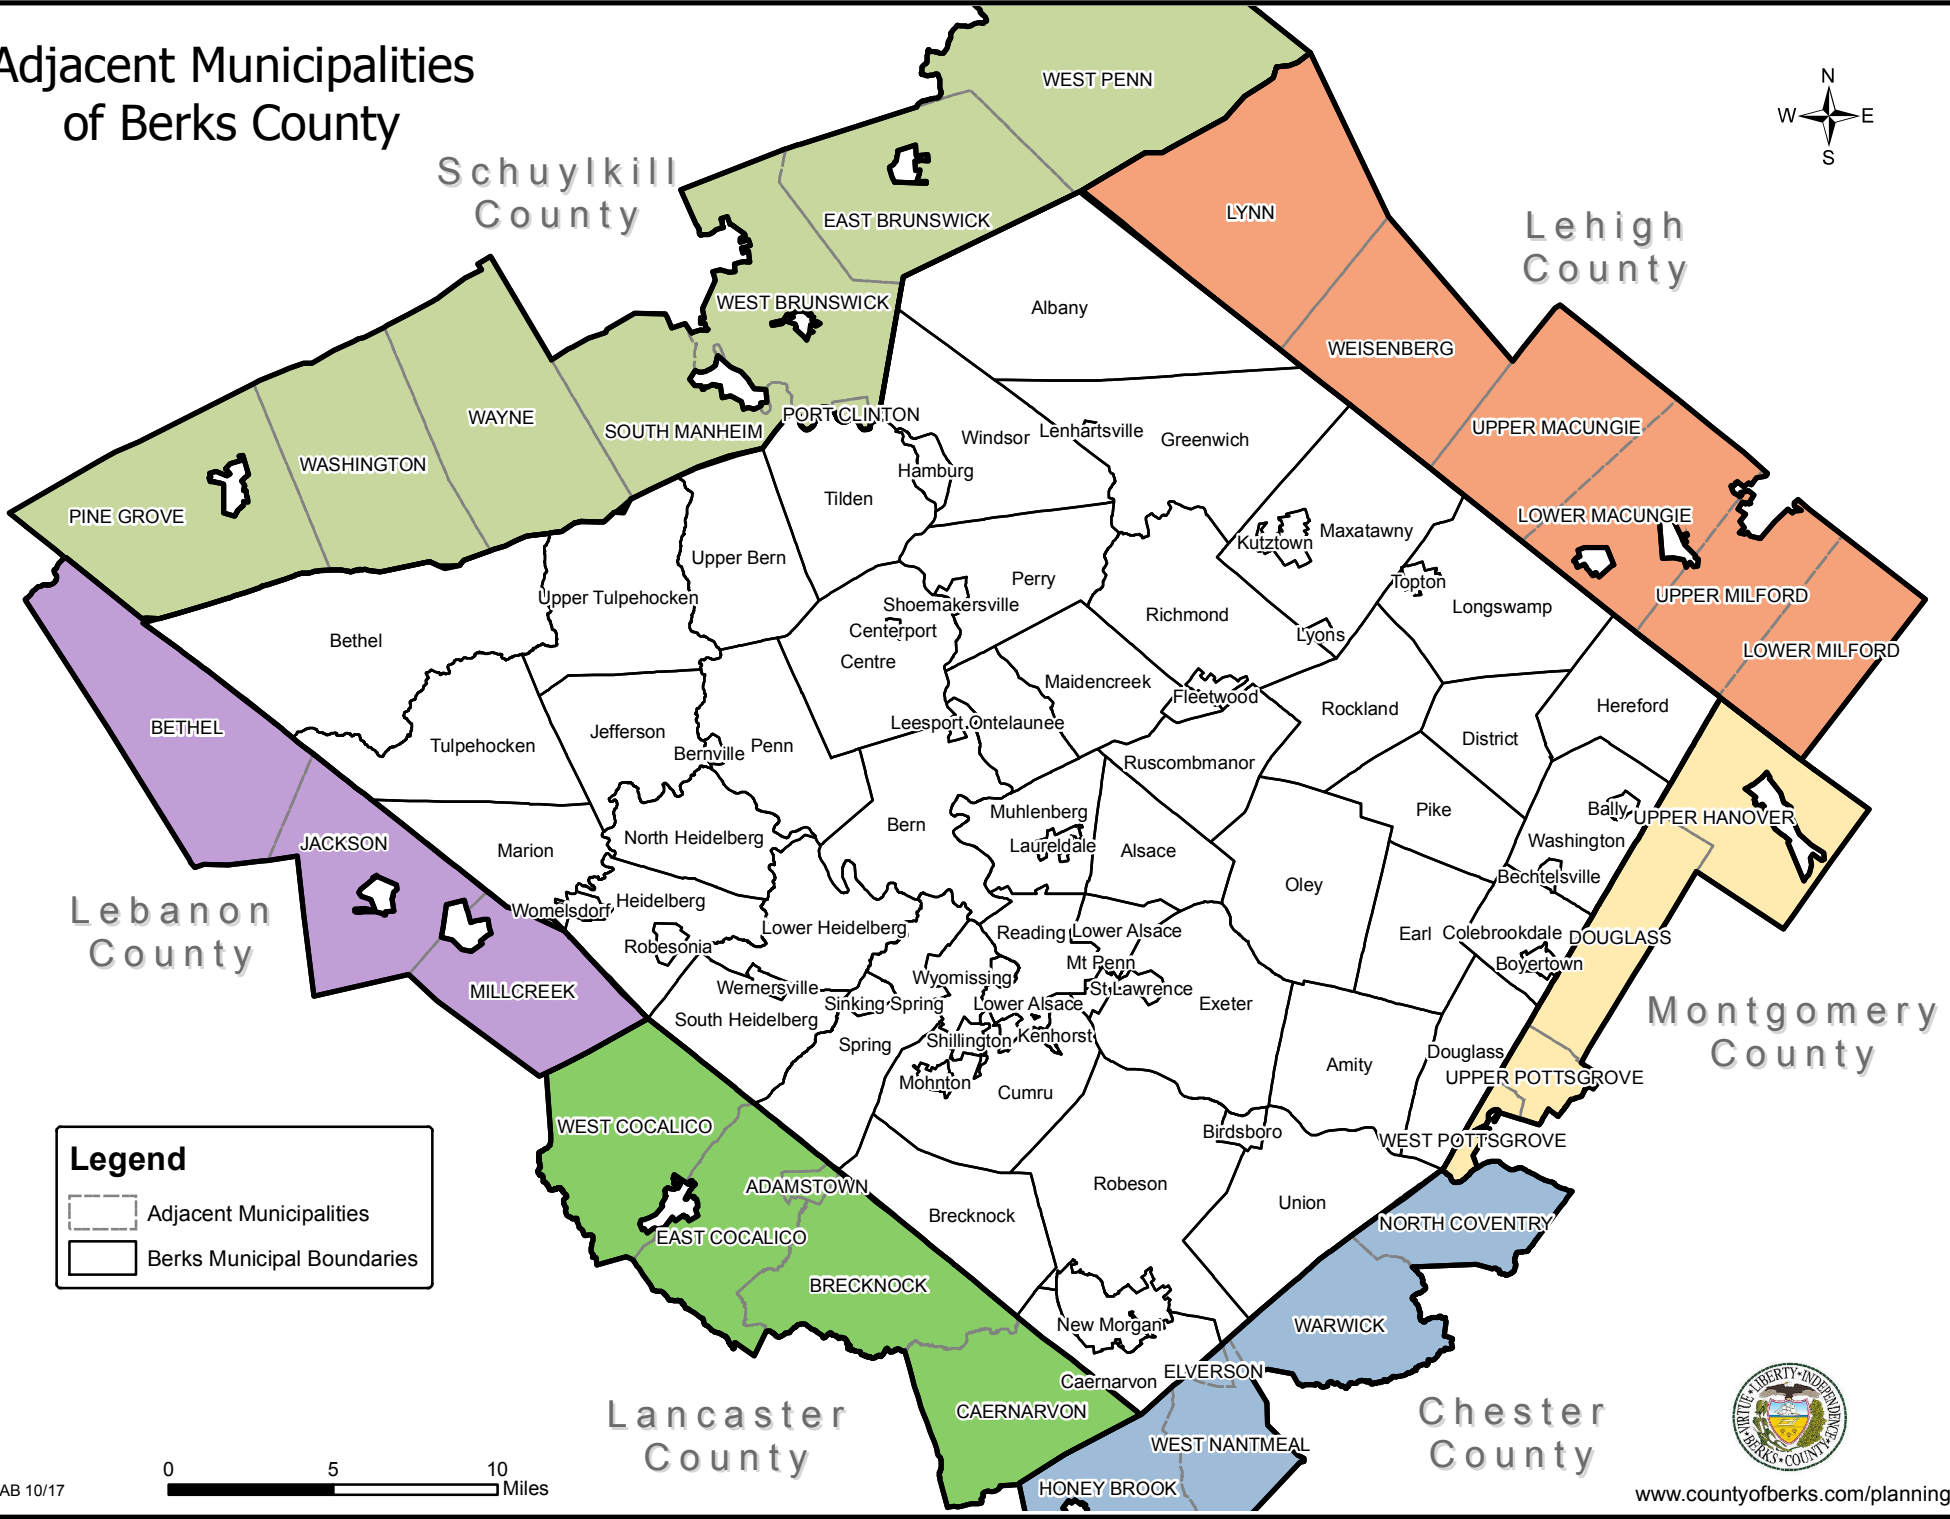 Adjacent Municipalities
of Berks County
N
W E
S
Schuylkill
County
Lehigh
County
Lebanon
County
Montgomery
County
Lancaster
County
Chester
County
WEST PENN
EAST BRUNSWICK
LYNN
WEST BRUNSWICK
Albany
WEISENBERG
WAYNE
SOUTH MANHEIM
PORT CLINTON
UPPER MACUNGIE
WASHINGTON
Windsor
Lenhartsville
Greenwich
Hamburg
PINE GROVE
Tilden
LOWER MACUNGIE
Kutztown
Maxatawny
Upper Bern
Perry
Topton
UPPER MILFORD
Upper Tulpehocken
Shoemakersville
Longswamp
Richmond
Bethel
Centerport
Lyons
LOWER MILFORD
Centre
Maidencreek
Fleetwood
Rockland
Hereford
BETHEL
Leesport
Ontelaunee
Jefferson
Tulpehocken
Bernville
Penn
District
Ruscombmanor
Muhlenberg
Pike
Bally
UPPER HANOVER
North Heidelberg
Bern
JACKSON
Marion
Laureldale
Alsace
Washington
Bechtelsville
Oley
Womelsdorf
Heidelberg
Lower Heidelberg
Reading
Lower Alsace
Earl
Colebrookdale
DOUGLASS
Robesonia
Mt Penn
Boyertown
MILLCREEK
Wernersville
Wyomissing
St Lawrence
Sinking Spring
Lower Alsace
Exeter
South Heidelberg
Spring
Shillington
Kenhorst
Douglass
Amity
Mohnton
Cumru
UPPER POTTSGROVE
WEST COCALICO
Birdsboro
WEST POTTSGROVE
ADAMSTOWN
Robeson
Union
Brecknock
NORTH COVENTRY
EAST COCALICO
BRECKNOCK
New Morgan
WARWICK
Caernarvon
ELVERSON
CAERNARVON
WEST NANTMEAL
HONEY BROOK
Legend
Adjacent Municipalities
Berks Municipal Boundaries
0 5 10
Miles
AB 10/17
VIRTUE LIBERTY INDEPENDENCE
BERKS COUNTY
www.countyofberks.com/planning